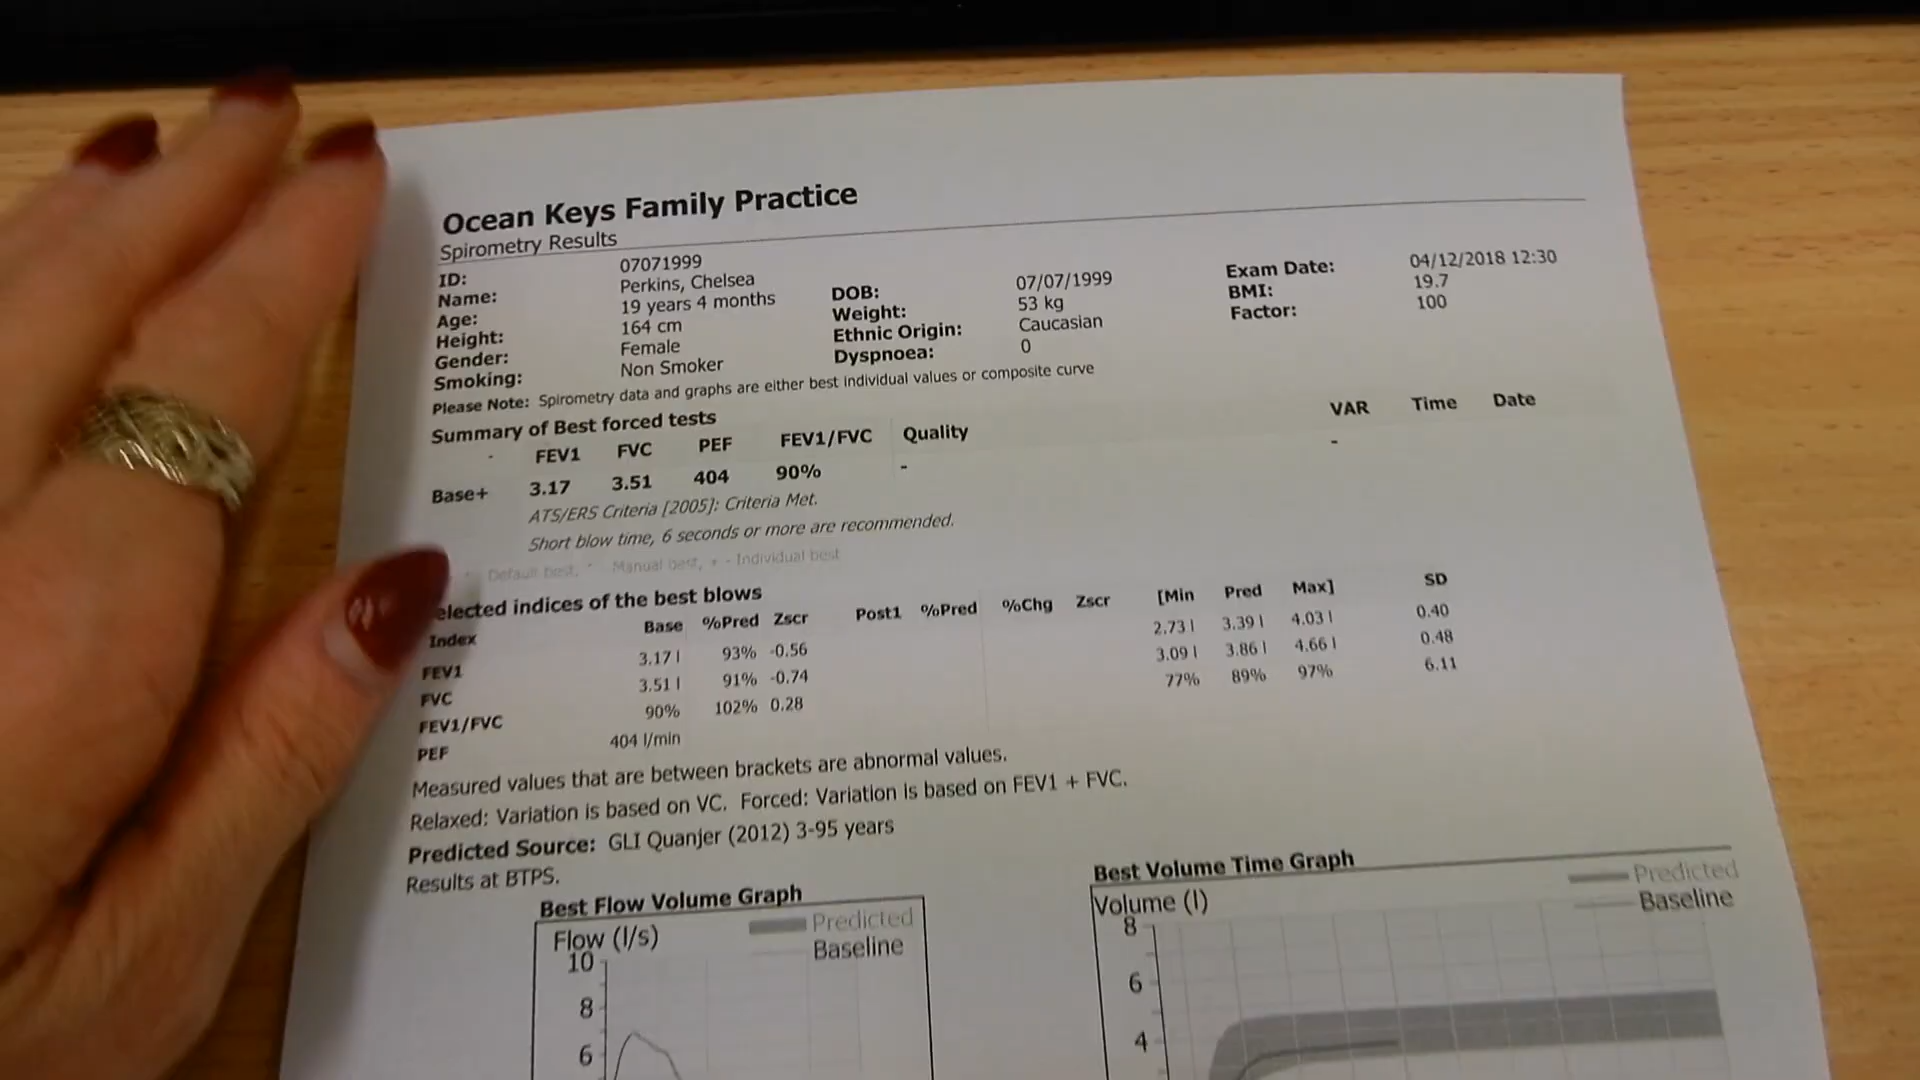 Ocean Keys Family Practice
Spirometry Results
ID: 07071999
Name: Perkins, Chelsea
Age: 19 years 4 months DOB: 07/07/1999 Exam Date: 04/12/2018 12:30
Height: 164 cm Weight: 53 kg BMI: 19.7
Gender: Female Ethnic Origin: Caucasian Factor: 100
Smoking: Non Smoker Dyspnoea: 0
Please Note: Spirometry data and graphs are either best individual values or composite curve
Summary of Best forced tests
- FEV1 FVC PEF FEV1/FVC Quality VAR Time Date
Base+ 3.17 3.51 404 90% - -
ATS/ERS Criteria [2005]: Criteria Met.
Short blow time, 6 seconds or more are recommended.
Default best, Manual best, + - Individual best
elected indices of the best blows
Index Base %Pred Zscr Post1 %Pred %Chg Zscr [Min Pred Max] SD
FEV1 3.17 l 93% -0.56 2.73 l 3.39 l 4.03 l 0.40
FVC 3.51 l 91% -0.74 3.09 l 3.86 l 4.66 l 0.48
FEV1/FVC 90% 102% 0.28 77% 89% 97% 6.11
PEF 404 l/min
Measured values that are between brackets are abnormal values.
Relaxed: Variation is based on VC. Forced: Variation is based on FEV1 + FVC.
Predicted Source: GLI Quanjer (2012) 3-95 years
Results at BTPS.
Best Flow Volume Graph
Flow (l/s)
Predicted
Baseline
10
8
6
Best Volume Time Graph
Volume (l)
Predicted
Baseline
8
6
4